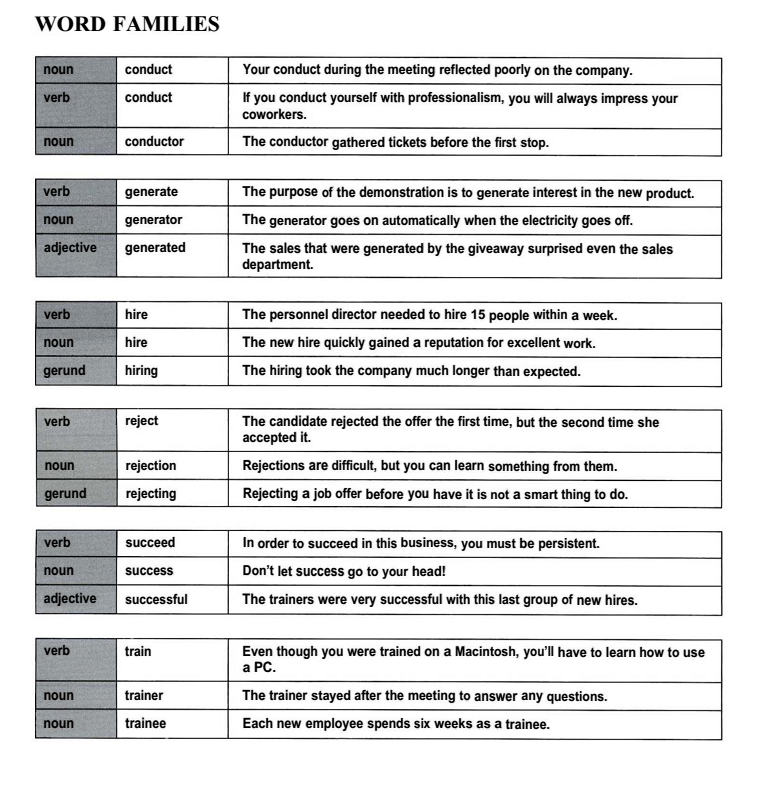 WORD FAMILIES
noun conduct Your conduct during the meeting reflected poorly on the company.
verb conduct If you conduct yourself with professionalism, you will always impress your
coworkers.
noun conductor The conductor gathered tickets before the first stop.
verb generate The purpose of the demonstration is to generate interest in the new product.
noun generator The generator goes on automatically when the electricity goes off.
adjective generated The sales that were generated by the giveaway surprised even the sales
department.
verb hire The personnel director needed to hire 15 people within a week.
noun hire The new hire quickly gained a reputation for excellent work.
gerund hiring The hiring took the company much longer than expected.
verb reject The candidate rejected the offer the first time, but the second time she
accepted it.
noun rejection Rejections are difficult, but you can learn something from them.
gerund rejecting Rejecting a job offer before you have it is not a smart thing to do.
verb succeed In order to succeed in this business, you must be persistent.
noun success Don't let success go to your head!
adjective successful The trainers were very successful with this last group of new hires.
verb train Even though you were trained on a Macintosh, you'll have to learn how to use
a PC.
noun trainer The trainer stayed after the meeting to answer any questions.
noun trainee Each new employee spends six weeks as a trainee.